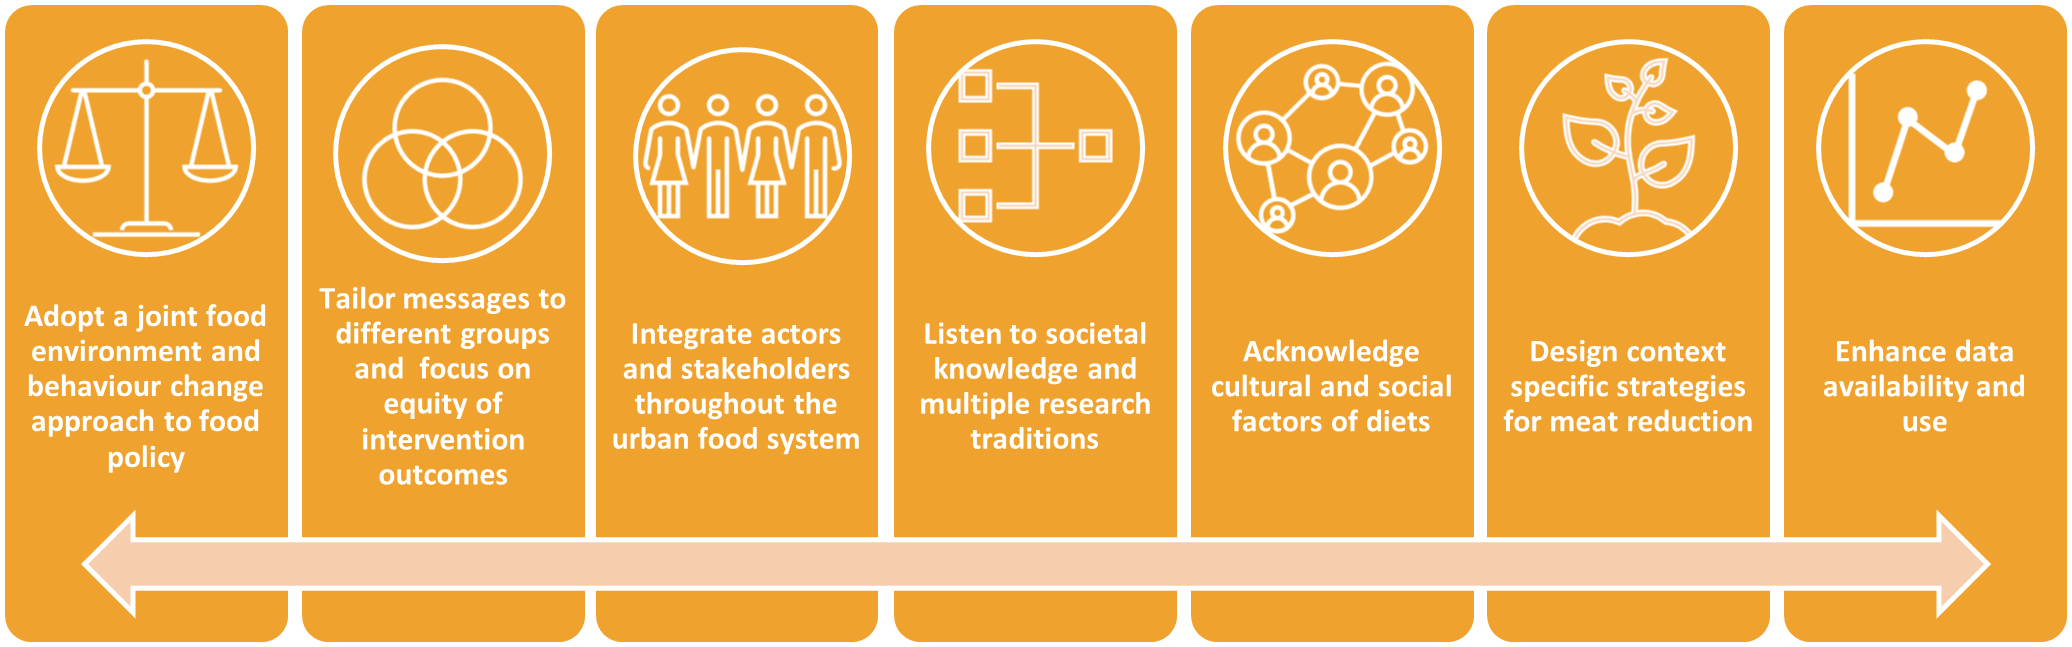 Adopt a joint food
environment and
behaviour change
approach to food
policy
Tailor messages to
different groups
and  focus on
equity of
intervention
outcomes
Integrate actors
and stakeholders
throughout the
urban food system
Listen to societal
knowledge and
multiple research
traditions
Acknowledge
cultural and social
factors of diets
Design context
specific strategies
for meat reduction
Enhance data
availability and
use